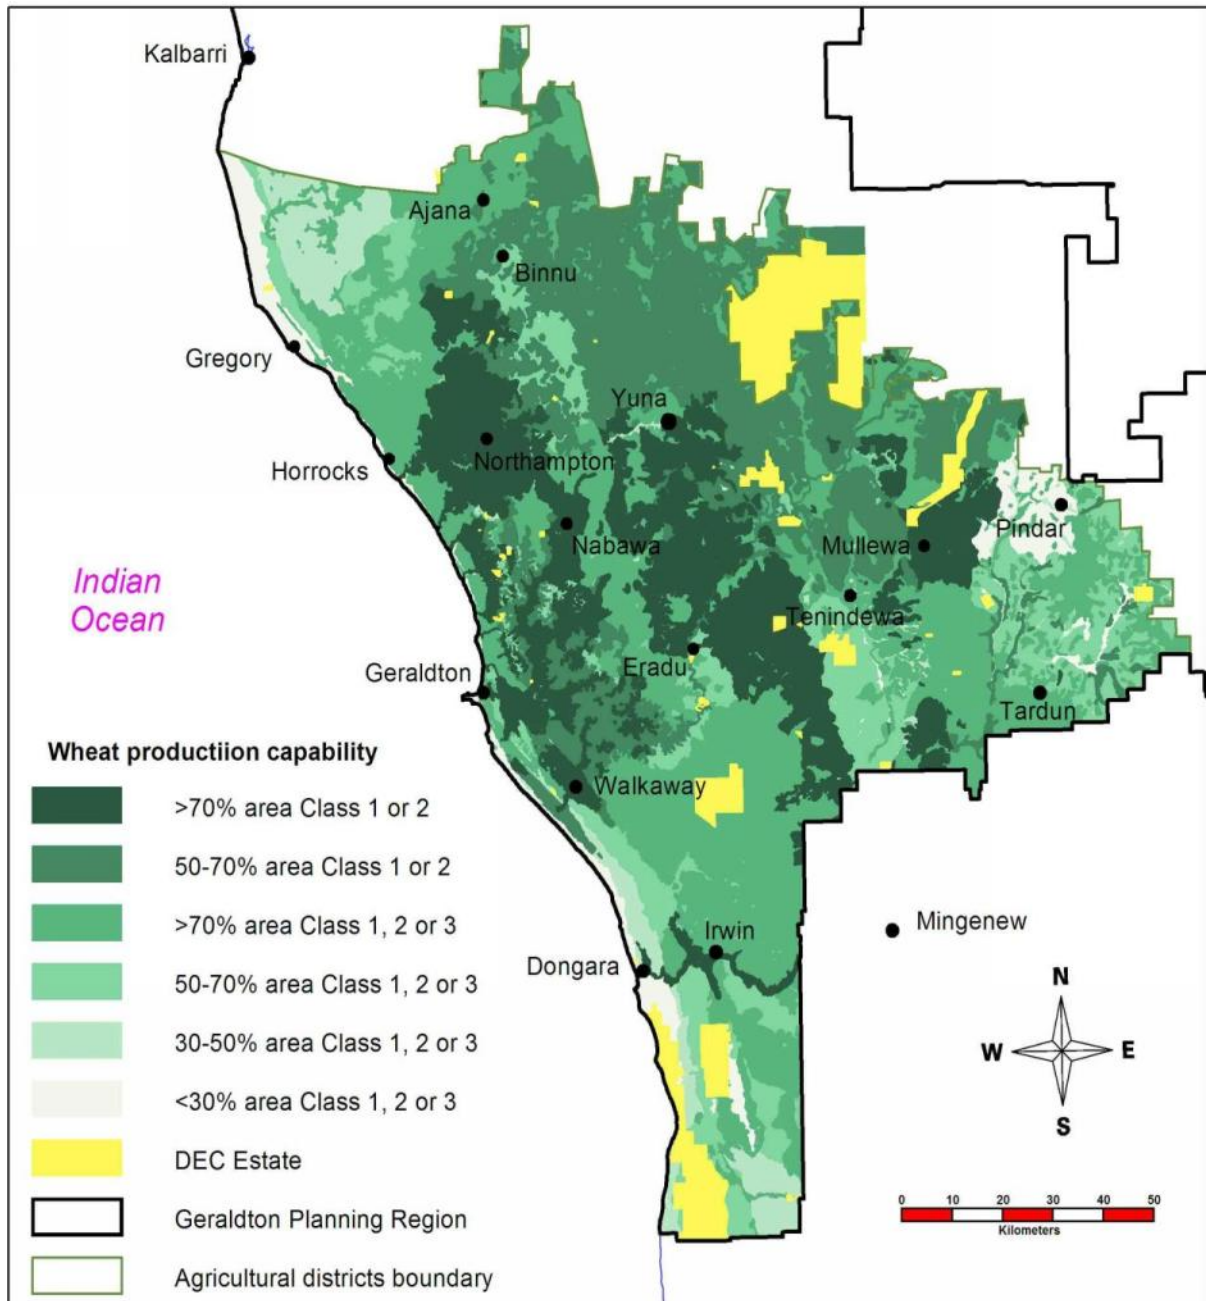 Kalbarri
Ajana
Binnu
Gregory
Yuna
Horrocks
Northampton
Pindar
Nabawa
Mullewa
Indian
Ocean
Tenindewa
Eradu
Geraldton
Tardun
Wheat productiion capability
Walkaway
>70% area Class 1 or 2
50-70% area Class 1 or 2
>70% area Class 1, 2 or 3
Mingenew
Irwin
Dongara
50-70% area Class 1, 2 or 3
30-50% area Class 1, 2 or 3
<30% area Class 1, 2 or 3
DEC Estate
Geraldton Planning Region
Agricultural districts boundary
N
W E
S
0 10 20 30 40 50
Kilometers